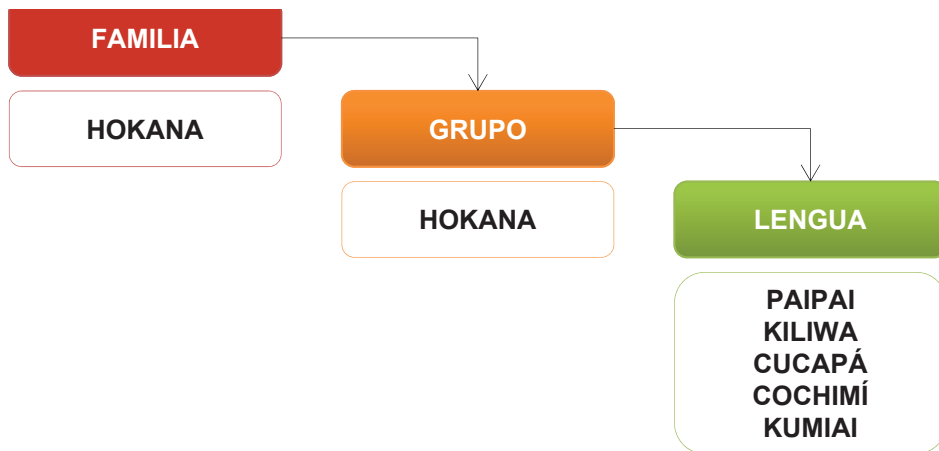 FAMILIA
HOKANA
GRUPO
HOKANA
LENGUA
PAIPAI
KILIWA
CUCAPÁ
COCHIMÍ
KUMIAI